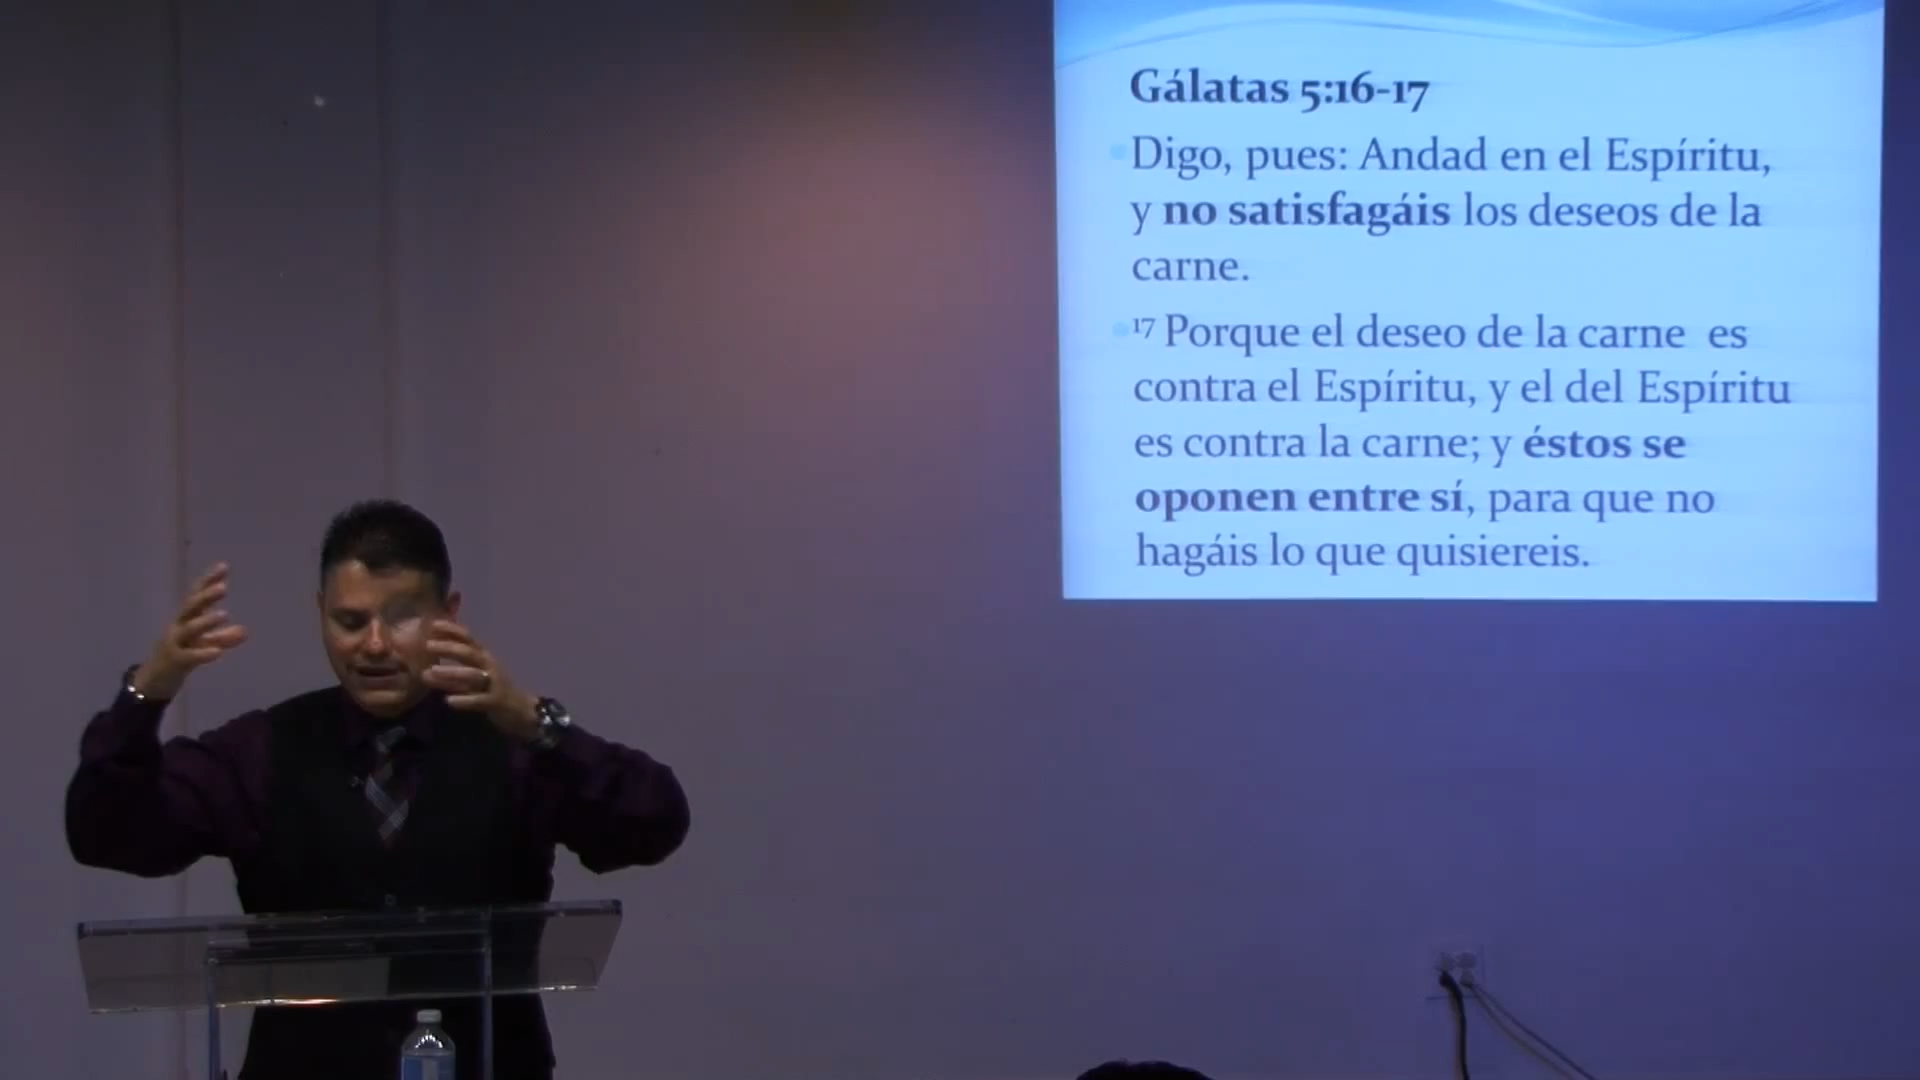 Gálatas 5:16-17
Digo, pues: Andad en el Espíritu,
y no satisfagáis los deseos de la
carne.
17 Porque el deseo de la carne es
contra el Espíritu, y el del Espíritu
es contra la carne; y éstos se
oponen entre sí, para que no
hagáis lo que quisiereis.